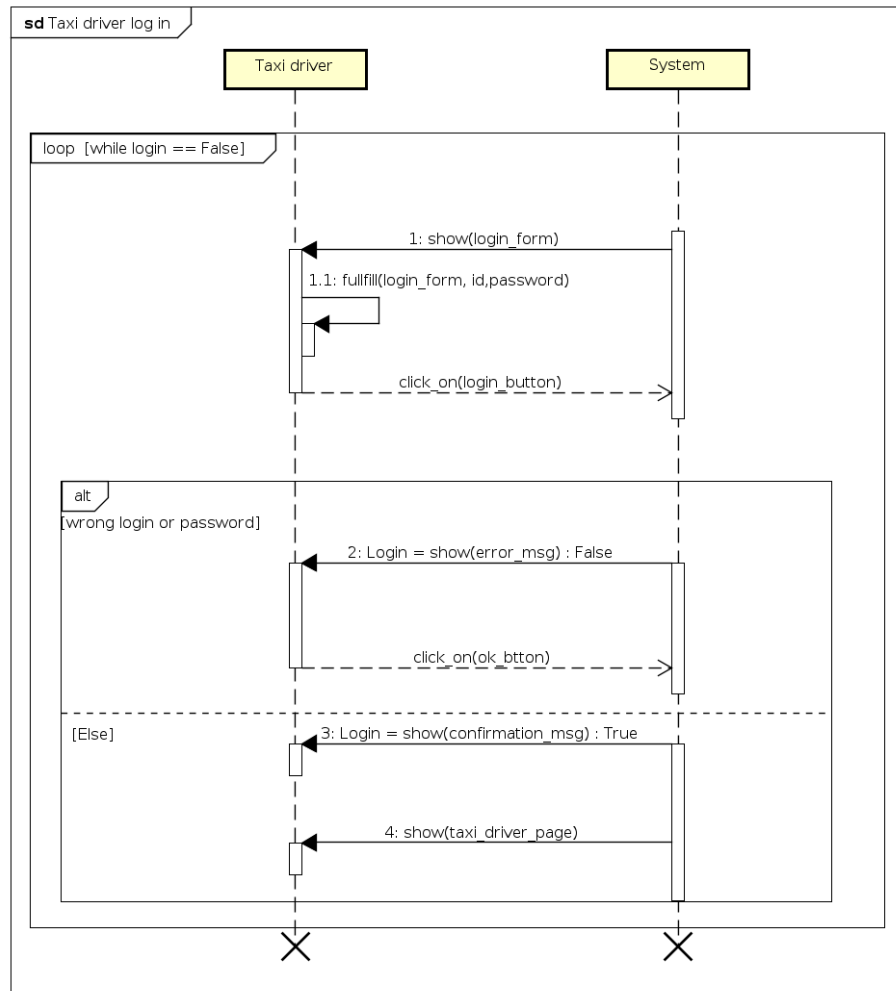 sd Taxi driver log in
Taxi driver
System
loop [while login == False]
1: show(login_form)
1.1: fullfill(login_form, id,password)
click_on(login_button)
alt
[wrong login or password]
2: Login = show(error_msg) : False
click_on(ok_btton)
[Else]
3: Login = show(confirmation_msg) : True
4: show(taxi_driver_page)